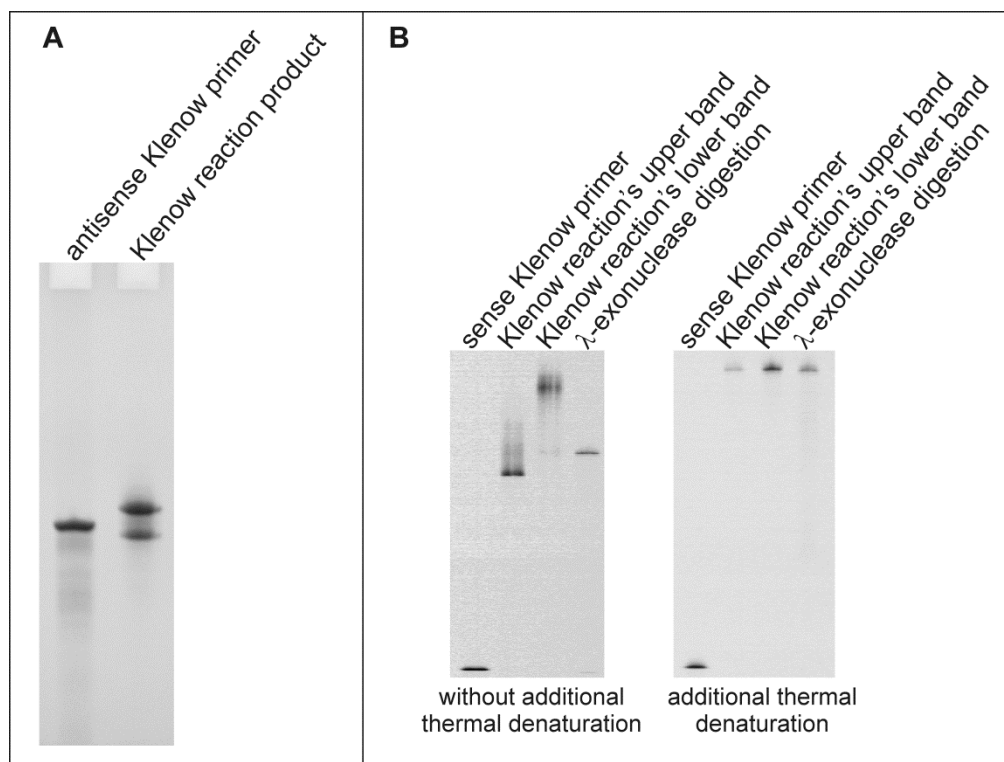 A
antisense Klenow primer
Klenow reaction product
B
sense Klenow primer
Klenow reaction’s upper band
Klenow reaction’s lower band
λ-exonuclease digestion
sense Klenow primer
Klenow reaction’s upper band
Klenow reaction’s lower band
λ-exonuclease digestion
without additional
thermal denaturation
additional thermal
denaturation